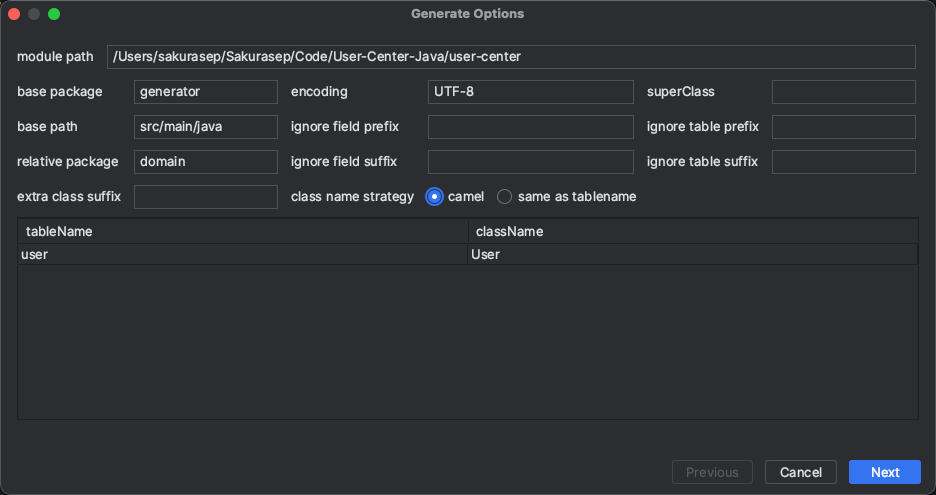 Generate Options
module path /Users/sakurasep/Sakurasep/Code/User-Center-Java/user-center
base package generator encoding UTF-8 superClass
base path src/main/java ignore field prefix ignore table prefix
relative package domain ignore field suffix ignore table suffix
extra class suffix class name strategy camel same as tablename
tableName className
user User
Previous Cancel Next